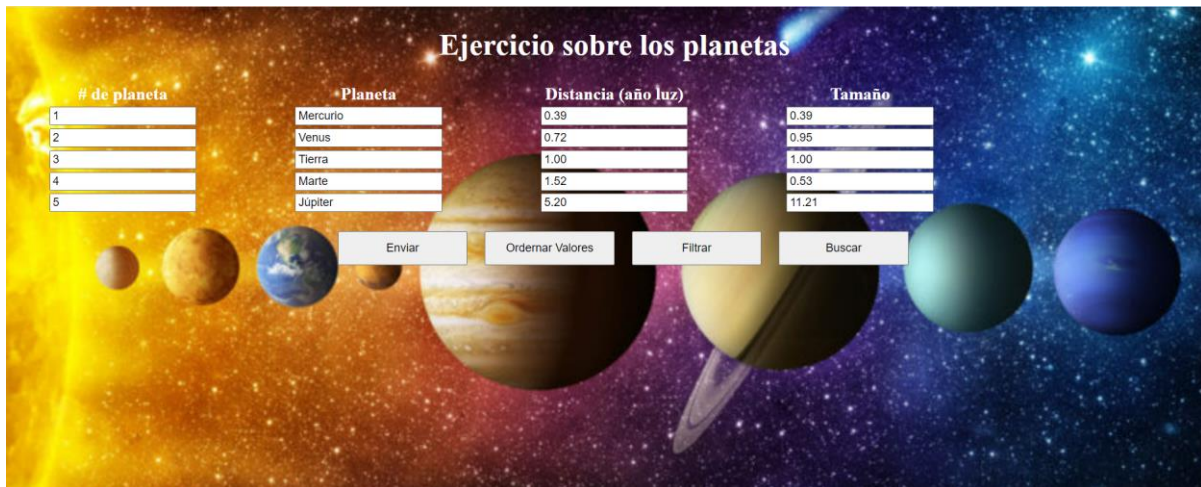 Ejercicio sobre los planetas
# de planeta Planeta Distancia (año luz) Tamaño
1 Mercurio 0.39 0.39
2 Venus 0.72 0.95
3 Tierra 1.00 1.00
4 Marte 1.52 0.53
5 Júpiter 5.20 11.21
Enviar Ordernar Valores Filtrar Buscar